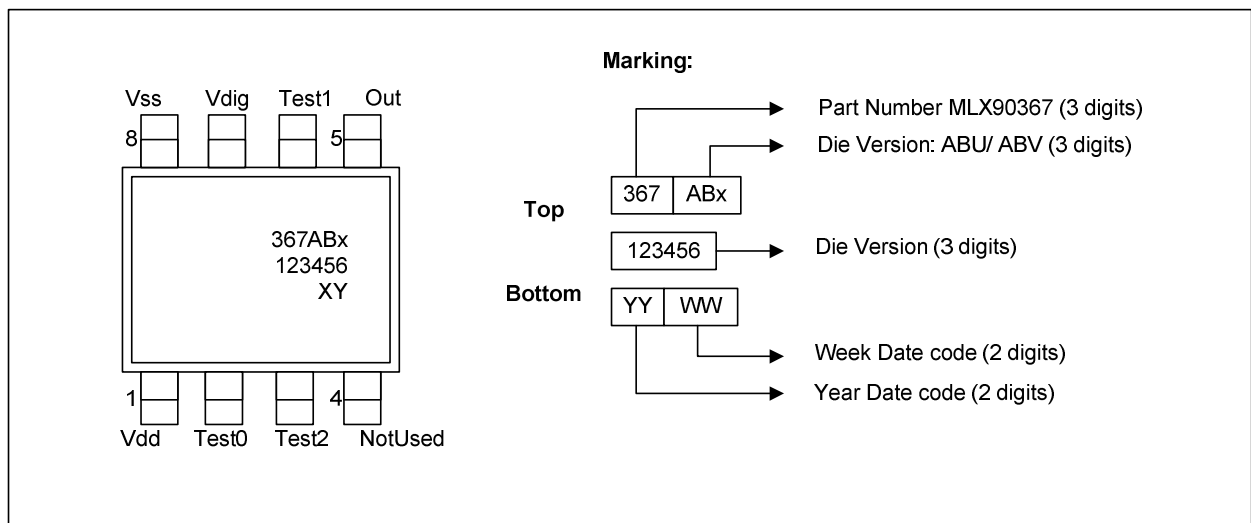 Vss Vdig Test1 Out
8 5
367ABx
123456
XY
1 4
Vdd Test0 Test2 NotUsed
Marking:
Part Number MLX90367 (3 digits)
Die Version: ABU/ ABV (3 digits)
367 ABx
Top
123456 Die Version (3 digits)
Bottom
YY WW
Week Date code (2 digits)
Year Date code (2 digits)